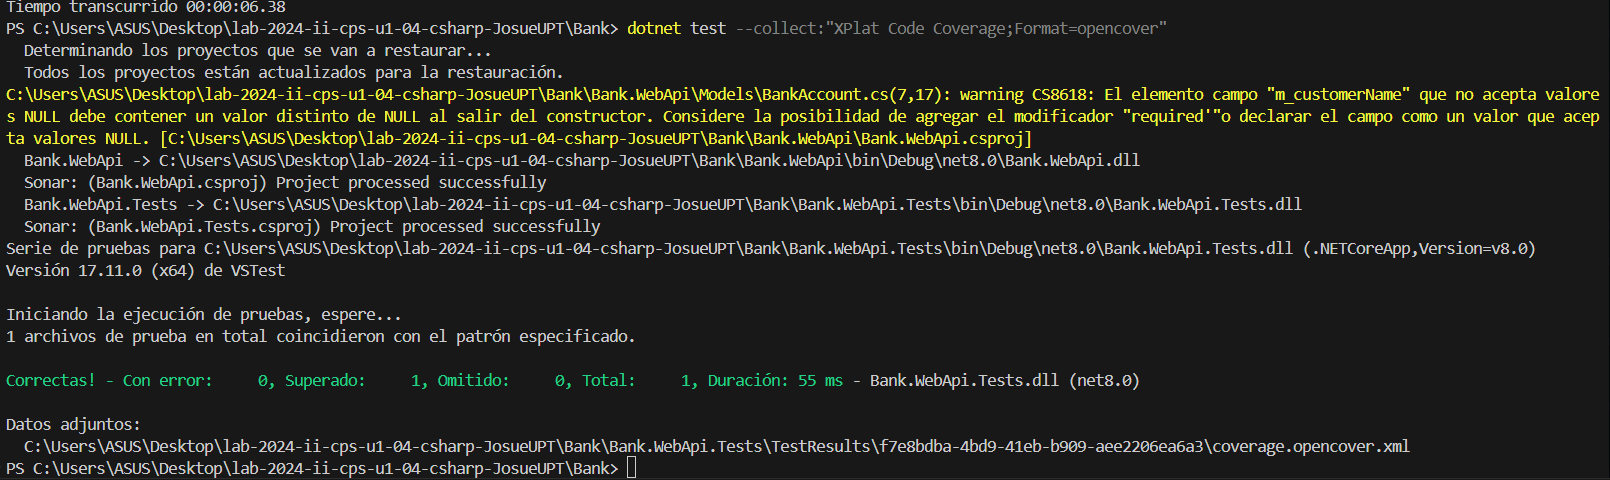 Tiempo transcurrido 00:00:06.38
PS C:\Users\ASUS\Desktop\lab-2024-ii-cps-u1-04-csharp-JosueUPT\Bank> dotnet test --collect:"XPlat Code Coverage;Format=opencover"
  Determinando los proyectos que se van a restaurar...
  Todos los proyectos están actualizados para la restauración.
C:\Users\ASUS\Desktop\lab-2024-ii-cps-u1-04-csharp-JosueUPT\Bank\Bank.WebApi\Models\BankAccount.cs(7,17): warning CS8618: El elemento campo "m_customerName" que no acepta valore
s NULL debe contener un valor distinto de NULL al salir del constructor. Considere la posibilidad de agregar el modificador "required'"o declarar el campo como un valor que acep
ta valores NULL. [C:\Users\ASUS\Desktop\lab-2024-ii-cps-u1-04-csharp-JosueUPT\Bank\Bank.WebApi\Bank.WebApi.csproj]
  Bank.WebApi -> C:\Users\ASUS\Desktop\lab-2024-ii-cps-u1-04-csharp-JosueUPT\Bank\Bank.WebApi\bin\Debug\net8.0\Bank.WebApi.dll
  Sonar: (Bank.WebApi.csproj) Project processed successfully
  Bank.WebApi.Tests -> C:\Users\ASUS\Desktop\lab-2024-ii-cps-u1-04-csharp-JosueUPT\Bank\Bank.WebApi.Tests\bin\Debug\net8.0\Bank.WebApi.Tests.dll
  Sonar: (Bank.WebApi.Tests.csproj) Project processed successfully
Serie de pruebas para C:\Users\ASUS\Desktop\lab-2024-ii-cps-u1-04-csharp-JosueUPT\Bank\Bank.WebApi.Tests\bin\Debug\net8.0\Bank.WebApi.Tests.dll (.NETCoreApp,Version=v8.0)
Versión 17.11.0 (x64) de VSTest

Iniciando la ejecución de pruebas, espere...
1 archivos de prueba en total coincidieron con el patrón especificado.

Correctas! - Con error:     0, Superado:     1, Omitido:     0, Total:     1, Duración: 55 ms - Bank.WebApi.Tests.dll (net8.0)

Datos adjuntos:
  C:\Users\ASUS\Desktop\lab-2024-ii-cps-u1-04-csharp-JosueUPT\Bank\Bank.WebApi.Tests\TestResults\f7e8bdba-4bd9-41eb-b909-aee2206ea6a3\coverage.opencover.xml
PS C:\Users\ASUS\Desktop\lab-2024-ii-cps-u1-04-csharp-JosueUPT\Bank>